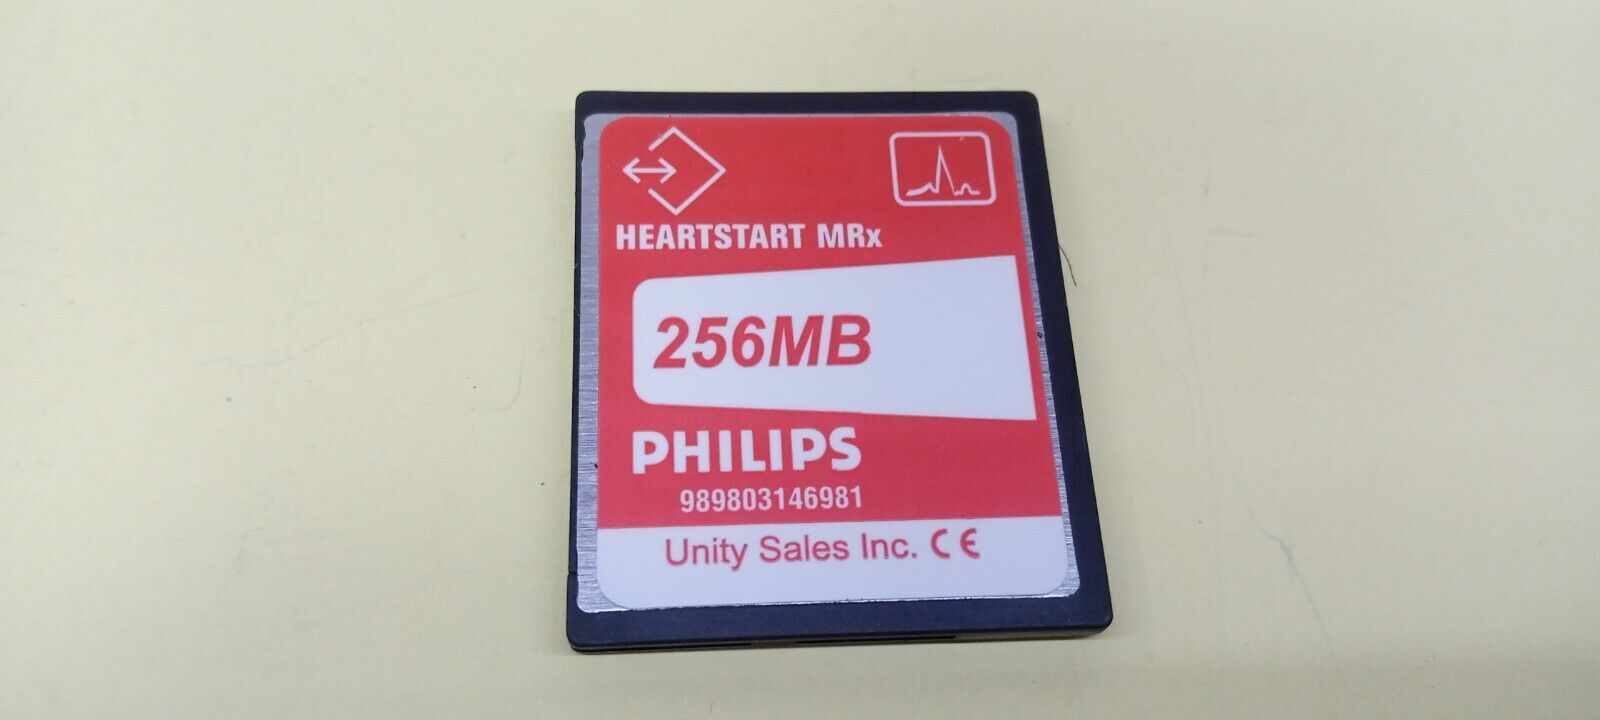 HEARTSTART MRx
256MB
PHILIPS
989803146981
Unity Sales Inc. CE